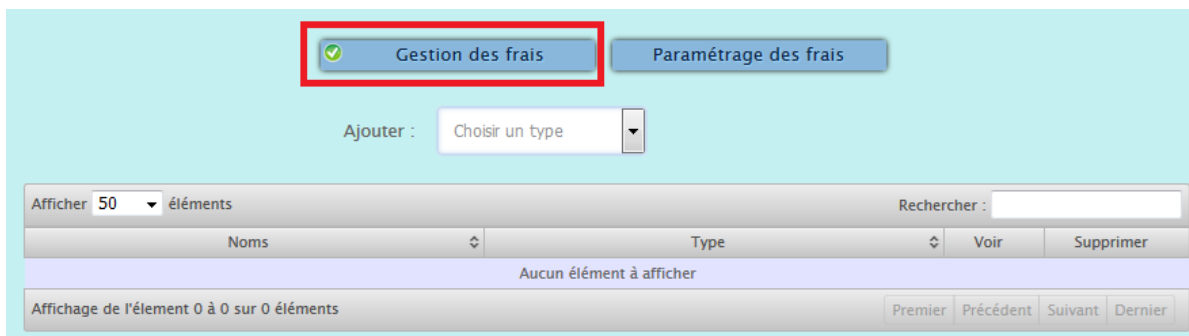 Gestion des frais Paramétrage des frais
Ajouter : Choisir un type
Afficher 50 éléments Rechercher :
Noms Type Voir Supprimer
Aucun élément à afficher
Affichage de l'élement 0 à 0 sur 0 éléments Premier Précédent Suivant Dernier